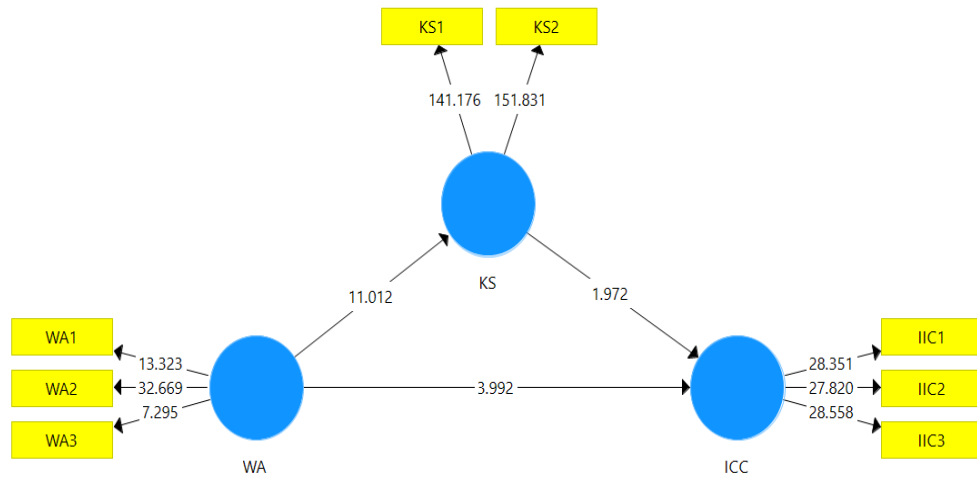 KS1 KS2
141.176 151.831
KS
11.012 1.972
WA1 IIC1
13.323 28.351
WA2 32.669 3.992 27.820 IIC2
7.295 28.558
WA3 IIC3
WA ICC